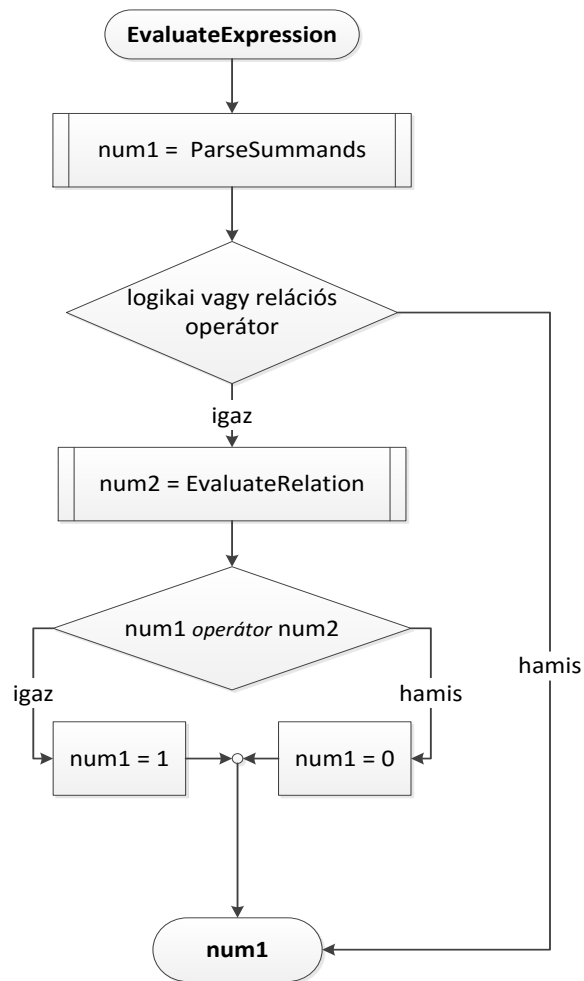 EvaluateExpression
num1 = ParseSummands
logikai vagy relációs
operátor
igaz
num2 = EvaluateRelation
num1 operátor num2
hamis
igaz
hamis
num1 = 1
num1 = 0
num1